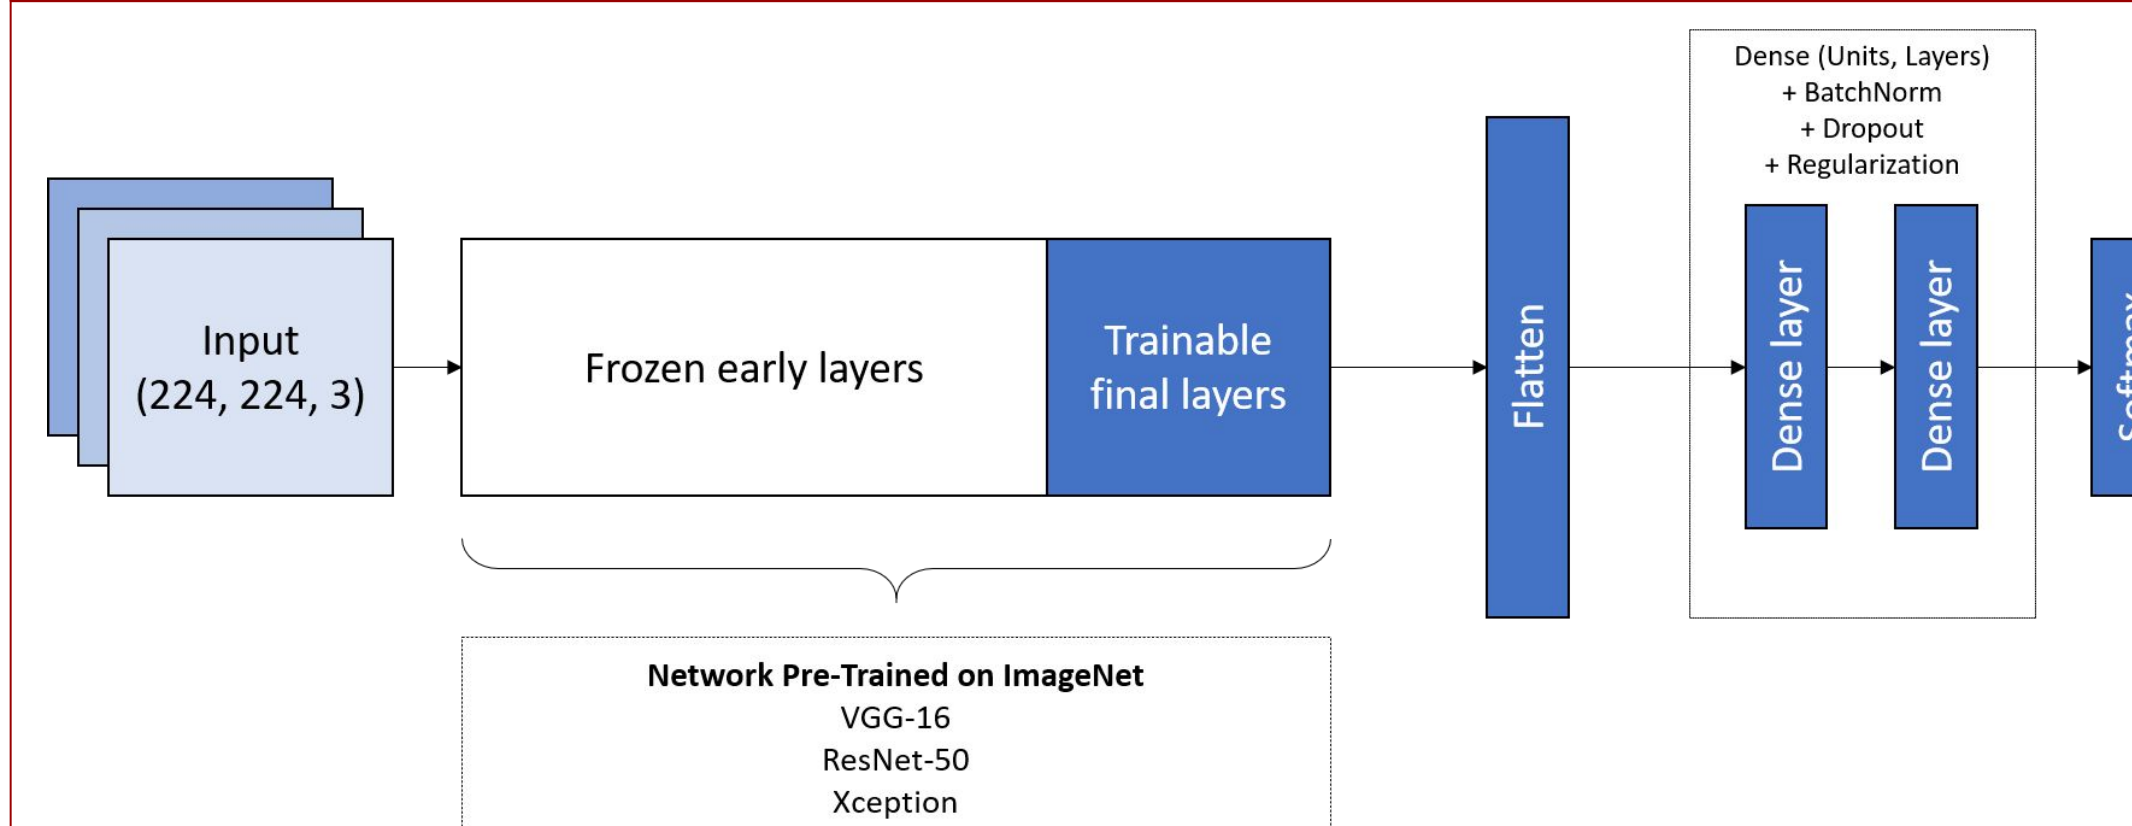 Input
(224, 224, 3)
Frozen early layers
Trainable
final layers
Flatten
Dense (Units, Layers)
+ BatchNorm
+ Dropout
+ Regularization
Dense layer
Dense layer
Softmax
Network Pre-Trained on ImageNet
VGG-16
ResNet-50
Xception